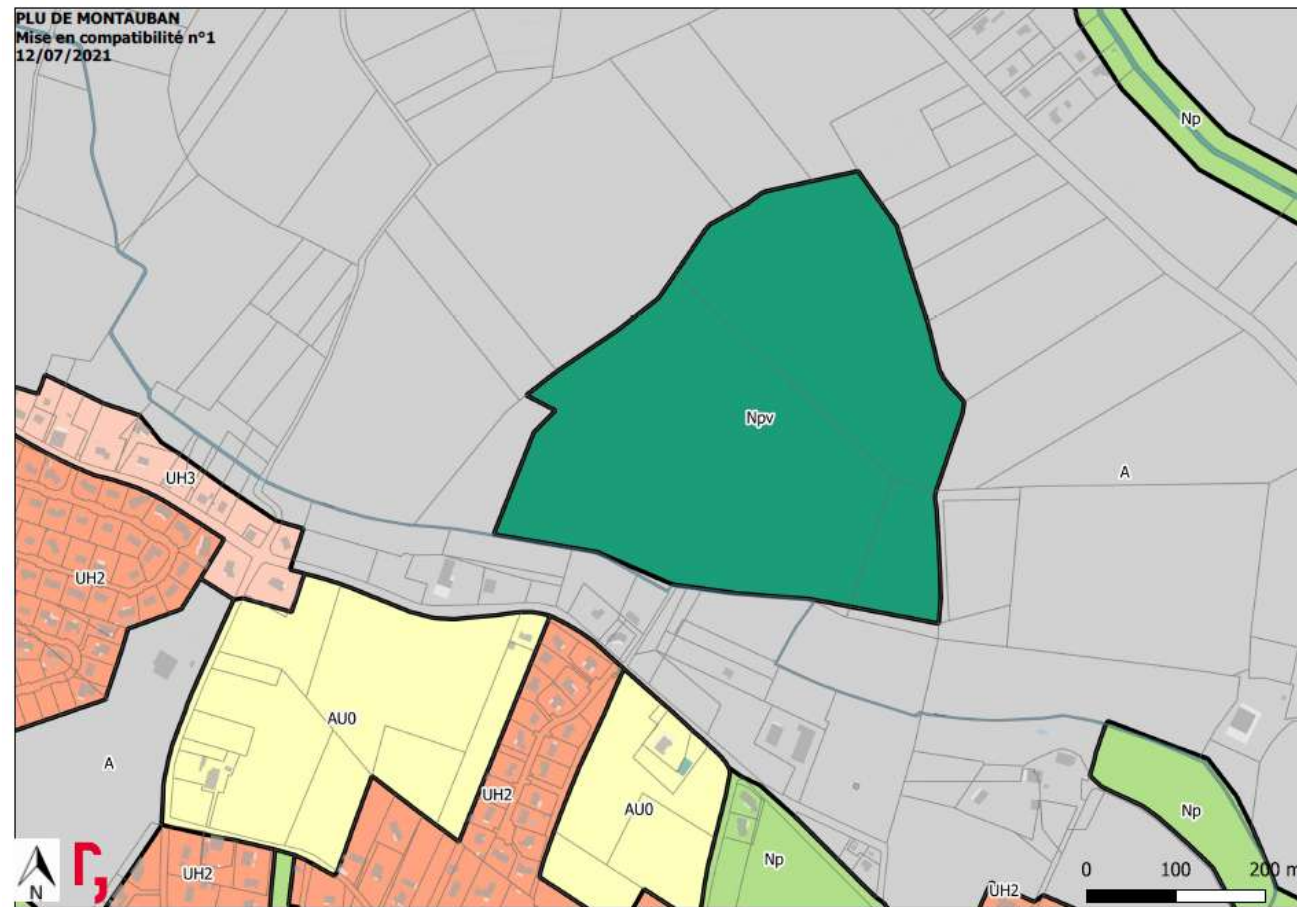 PLU DE MONTAUBAN
Mise en compatibilité n°1
12/07/2021
Np
Npv
A
UH3
UH2
AU0
A
UH2
AU0
Np
Np
UH2
UH2
N
0 100 200 m